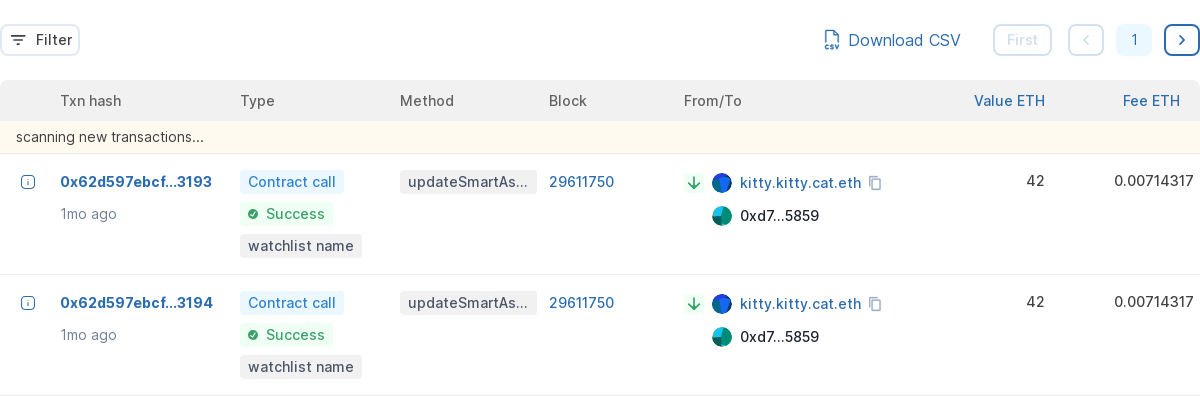 Filter
CSV Download CSV First 1
Txn hash Type Method Block From/To Value ETH Fee ETH
scanning new transactions...
0x62d597ebcf...3193 Contract call updateSmartAs... 29611750 kitty.kitty.cat.eth 42 0.00714317
1mo ago Success 0xd7...5859
watchlist name
0x62d597ebcf...3194 Contract call updateSmartAs... 29611750 kitty.kitty.cat.eth 42 0.00714317
1mo ago Success 0xd7...5859
watchlist name